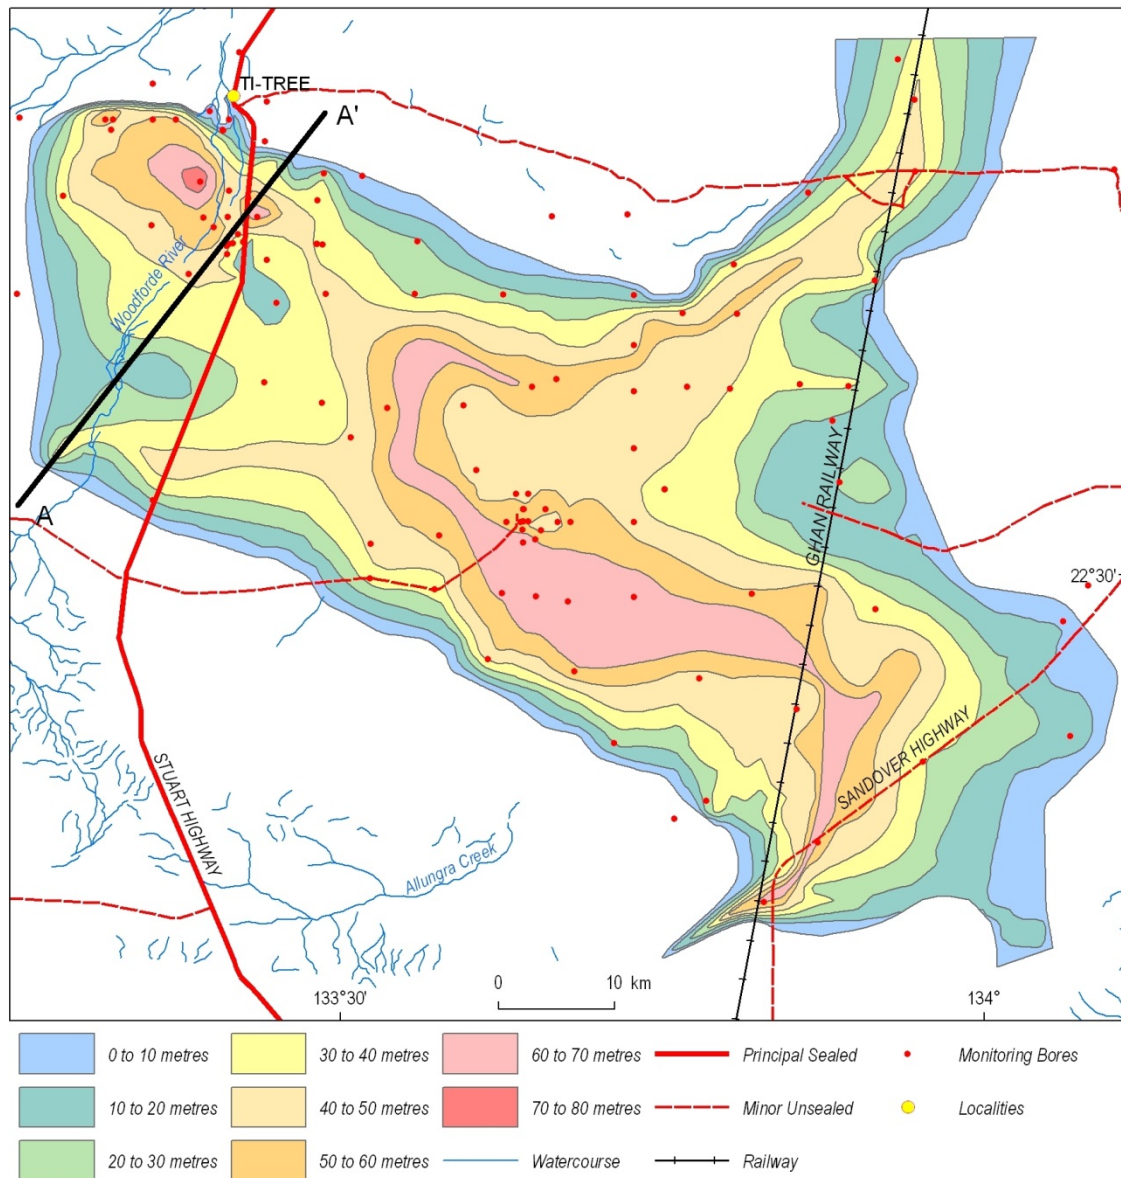 TI-TREE
A'
Woodforde River
A
GHAN RAILWAY
22°30'
STUART HIGHWAY
SANDOVER HIGHWAY
Allungra Creek
0 10 km
133°30'
134°
0 to 10 metres
30 to 40 metres
60 to 70 metres
Principal Sealed
Monitoring Bores
10 to 20 metres
40 to 50 metres
70 to 80 metres
Minor Unsealed
Localities
20 to 30 metres
50 to 60 metres
Watercourse
Railway